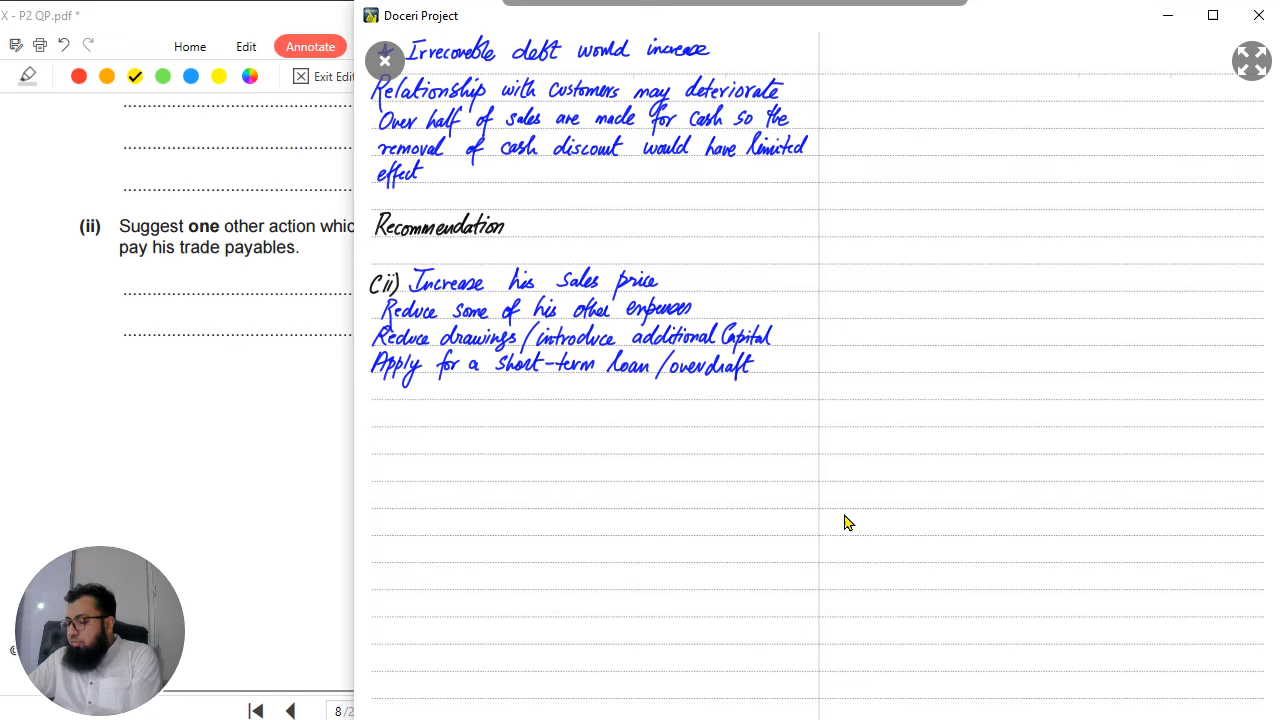 X - P2 QP.pdf *
Home Edit Annotate
Exit Edi
(ii) Suggest one other action whic
pay his trade payables.
8/2
©
Doceri Project
+ Irrecoverble debt would increase
Relationship with customers may deteriorate
Over half of sales are made for cash so the
removal of cash discount would have limited
effect
Recommendation
Cii) Increase his sales price
Reduce some of his other expenses
Reduce drawings/introduce additional Capital
Apply for a short-term loan/overdraft